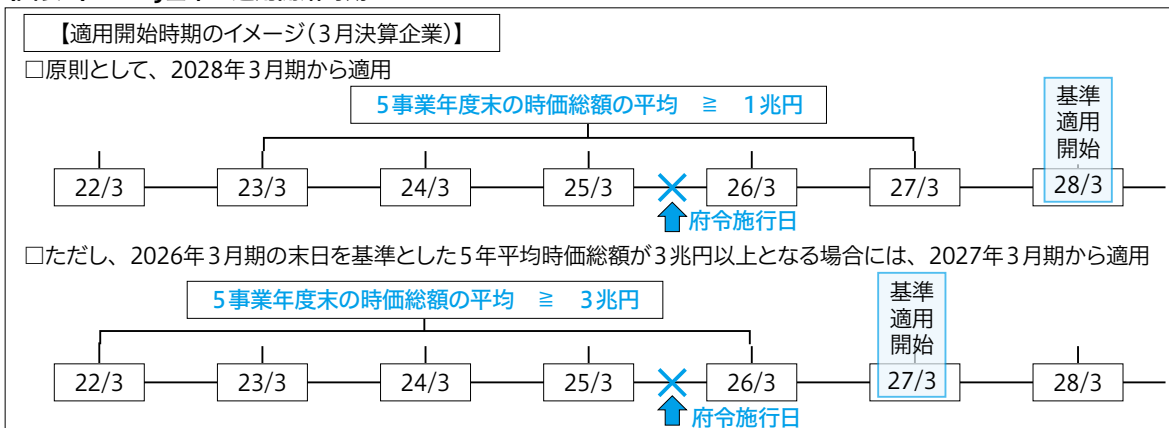 【適用開始時期のイメージ(3月決算企業)】
□原則として、2028年3月期から適用
5事業年度末の時価総額の平均 ≧ 1兆円
基準
適用
開始
22/3 23/3 24/3 25/3 26/3 27/3 28/3
府令施行日
□ただし、2026年3月期の末日を基準とした5年平均時価総額が3兆円以上となる場合には、2027年3月期から適用
5事業年度末の時価総額の平均 ≧ 3兆円
基準
適用
開始
22/3 23/3 24/3 25/3 26/3 27/3 28/3
府令施行日